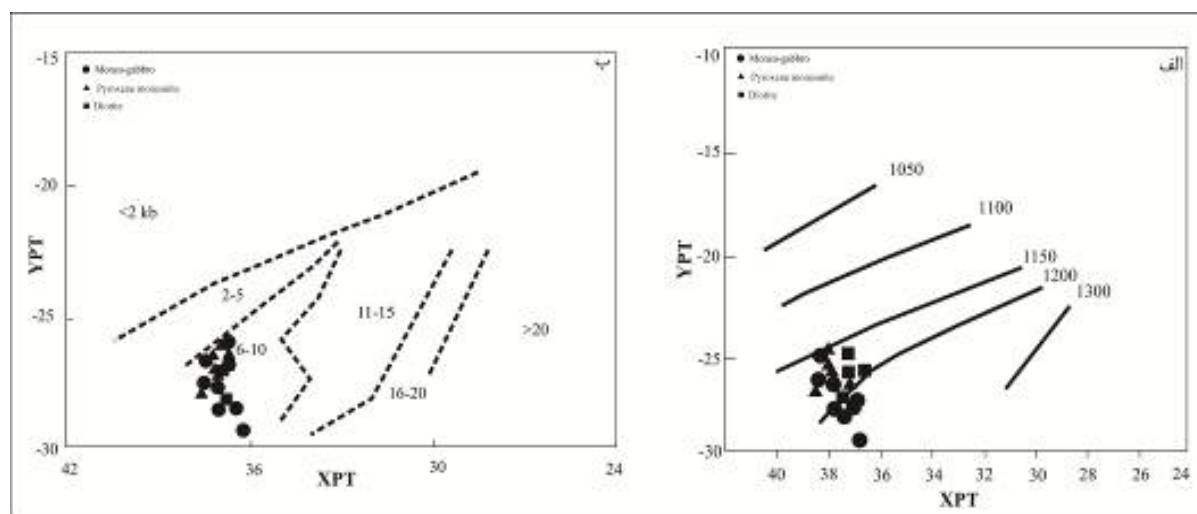 -15
ب
Monzo-gabbro
Pyroxene monzonite
Diorite
-20
<2 kb
YPT
2-5
-25
6-10
11-15
>20
16-20
-30
42
36
30
24
XPT
-10
الف
Monzo-gabbro
Pyroxene monzonite
Diorite
-15
1050
1100
-20
YPT
1150
1200
1300
-25
-30
40
38
36
34
32
30
28
26
24
XPT